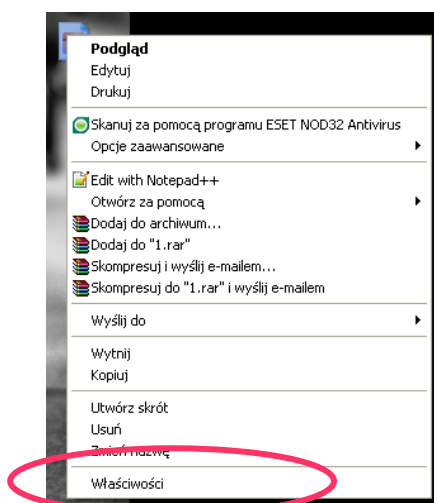 Podgląd
Edytuj
Drukuj
Skanuj za pomocą programu ESET NOD32 Antivirus
Opcje zaawansowane
Edit with Notepad++
Otwórz za pomocą
Dodaj do archiwum...
Dodaj do "1.rar"
Skompresuj i wyślij e-mailem...
Skompresuj do "1.rar" i wyślij e-mailem
Wyślij do
Wytnij
Kopiuj
Utwórz skrót
Usuń
Zmień nazwę
Właściwości